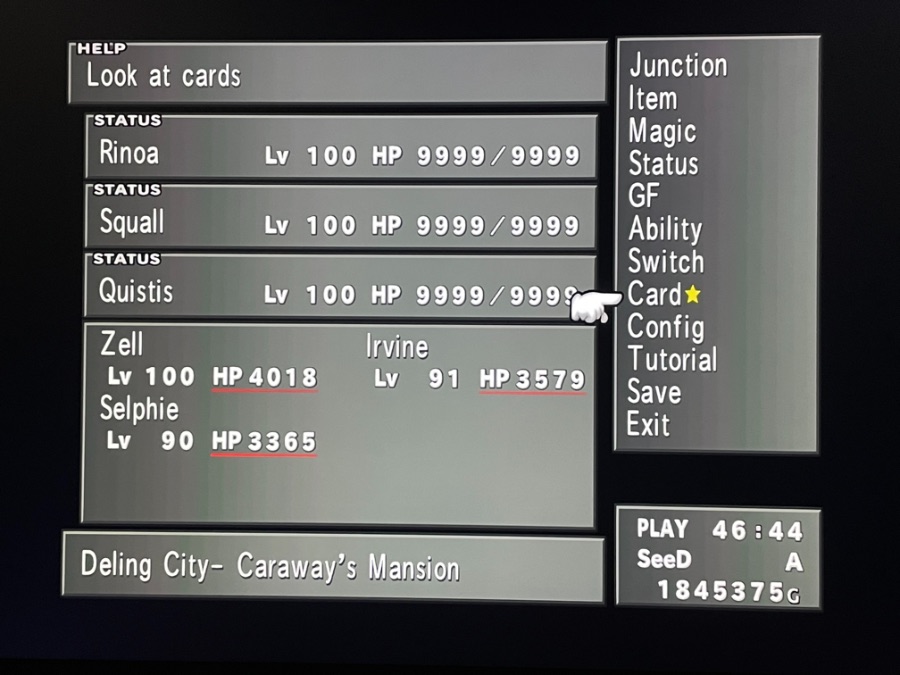 HELP
Look at cards
STATUS
Rinoa Lv 100 HP 9999/9999
STATUS
Squall Lv 100 HP 9999/9999
STATUS
Quistis Lv 100 HP 9999/9999
Zell Irvine
Lv 100 HP 4018 Lv 91 HP 3579
Selphie
Lv 90 HP 3365
Deling City- Caraway's Mansion
Junction
Item
Magic
Status
GF
Ability
Switch
Card★
Config
Tutorial
Save
Exit
PLAY 46:44
SeeD A
1845375G